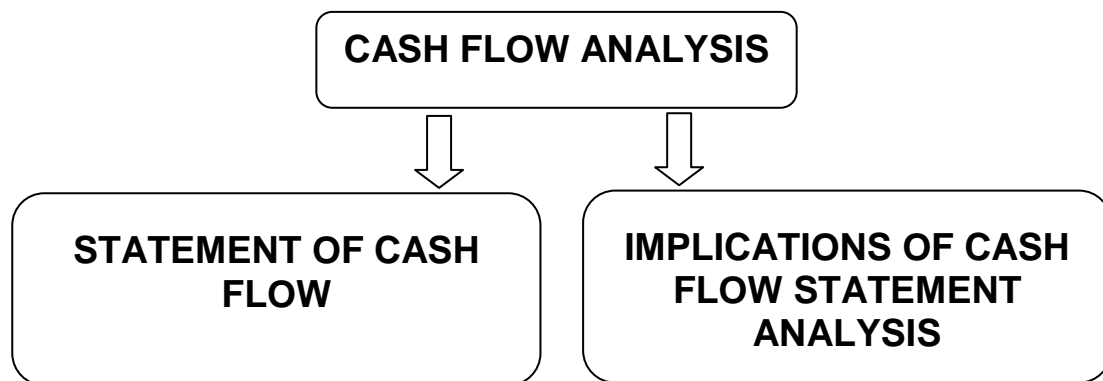 CASH FLOW ANALYSIS
STATEMENT OF CASH
FLOW
IMPLICATIONS OF CASH
FLOW STATEMENT
ANALYSIS